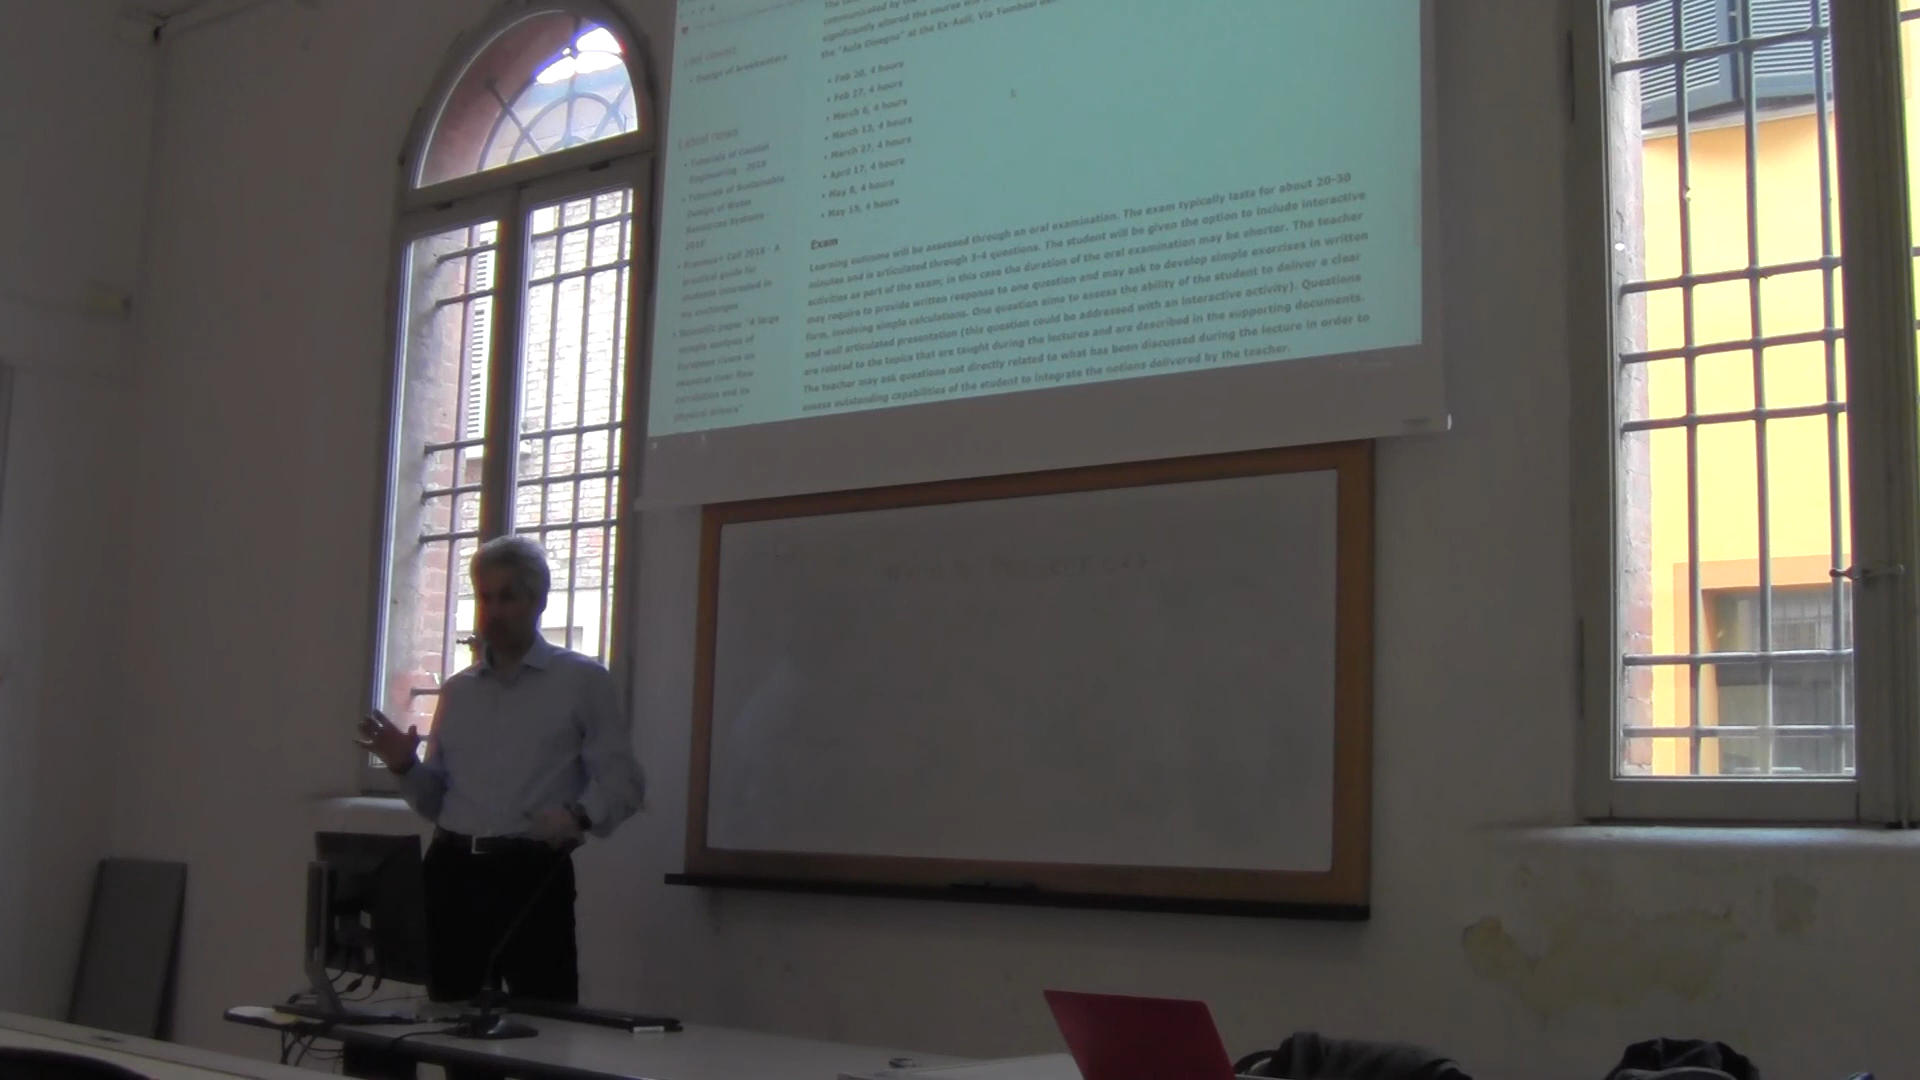 communicated by the
significantly altered the course will
the "Aula Disegno" at the Ex-Asili, Via Tombesi
• Feb 20, 4 hours
• Feb 27, 4 hours
• March 6, 4 hours
• March 13, 4 hours
• March 27, 4 hours
• April 17, 4 hours
• May 8, 4 hours
• May 15, 4 hours
Exam
Learning outcome will be assessed through an oral examination. The exam typically lasts for about 20-30
minutes and is articulated through 3-4 questions. The student will be given the option to include interactive
activities as part of the exam; in this case the duration of the oral examination may be shorter. The teacher
may require to provide written response to one question and may ask to develop simple exercises in written
form, involving simple calculations. One question aims to assess the ability of the student to deliver a clear
and well articulated presentation (this question could be addressed with an interactive activity). Questions
are related to the topics that are taught during the lectures and are described in the supporting documents.
The teacher may ask questions not directly related to what has been discussed during the lecture in order to
assess outstanding capabilities of the student to integrate the notions delivered by the teacher.
• Design of breakwaters
Latest news
• Tutorials of Coastal
Engineering - 2018
• Tutorials of Sustainable
Design of Water
Resources Systems -
2018
• Erasmus+ Call 2018 - A
practical guide for
students interested in
• Scientific paper "A large
sample analysis of
European rivers on
seasonal river flow
correlation and its
physical drivers"